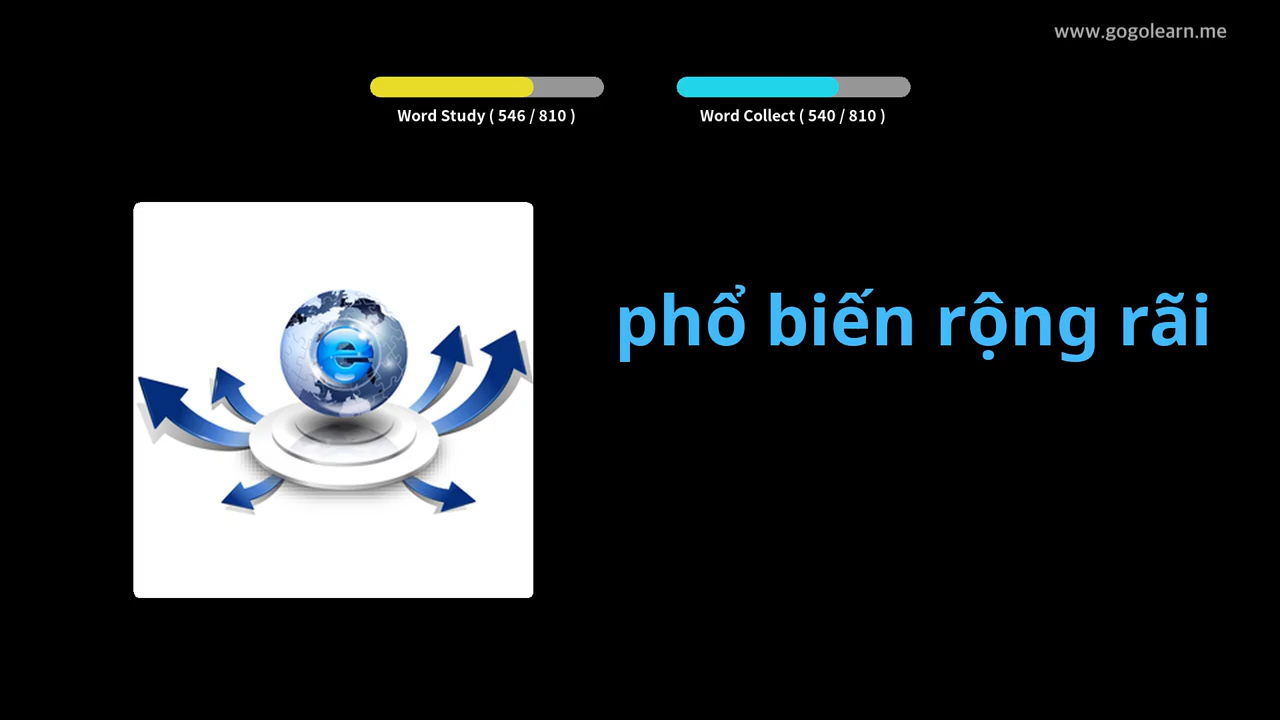 www.gogolearn.me
Word Study ( 546 / 810 )
Word Collect ( 540 / 810 )
e
phổ biến rộng rãi